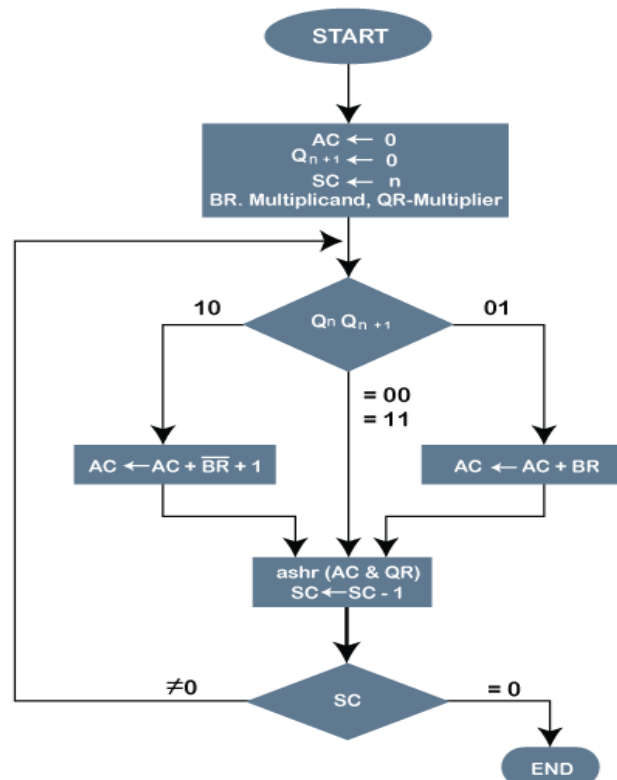 START
AC ← 0
Qn+1 ← 0
SC ← n
BR. Multiplicand, QR-Multiplier
10
Qn Qn+1
01
= 00
= 11
AC ← AC + B̅R̅ + 1
AC ← AC + BR
ashr (AC & QR)
SC ← SC - 1
≠0
SC
= 0
END